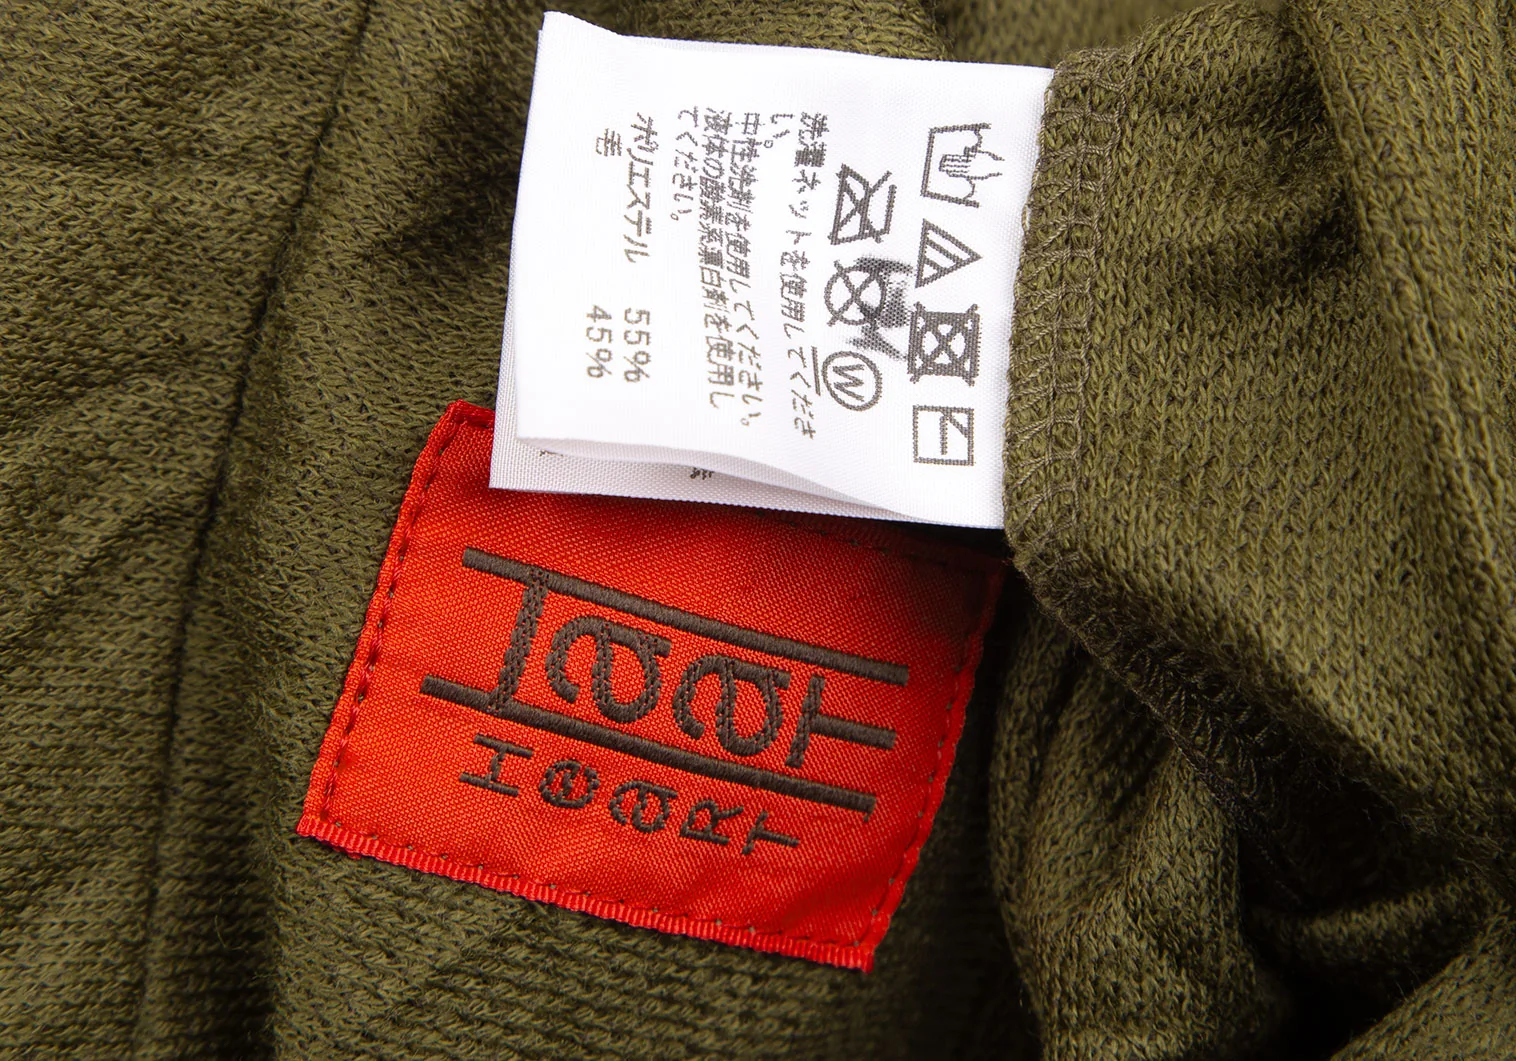 W
洗濯ネットを使用してくださ
い。
中性洗剤を使用してください。
液体の酸素系漂白剤を使用し
てください。
ポリエステル 55%
毛 45%
HaaT
HeaRT